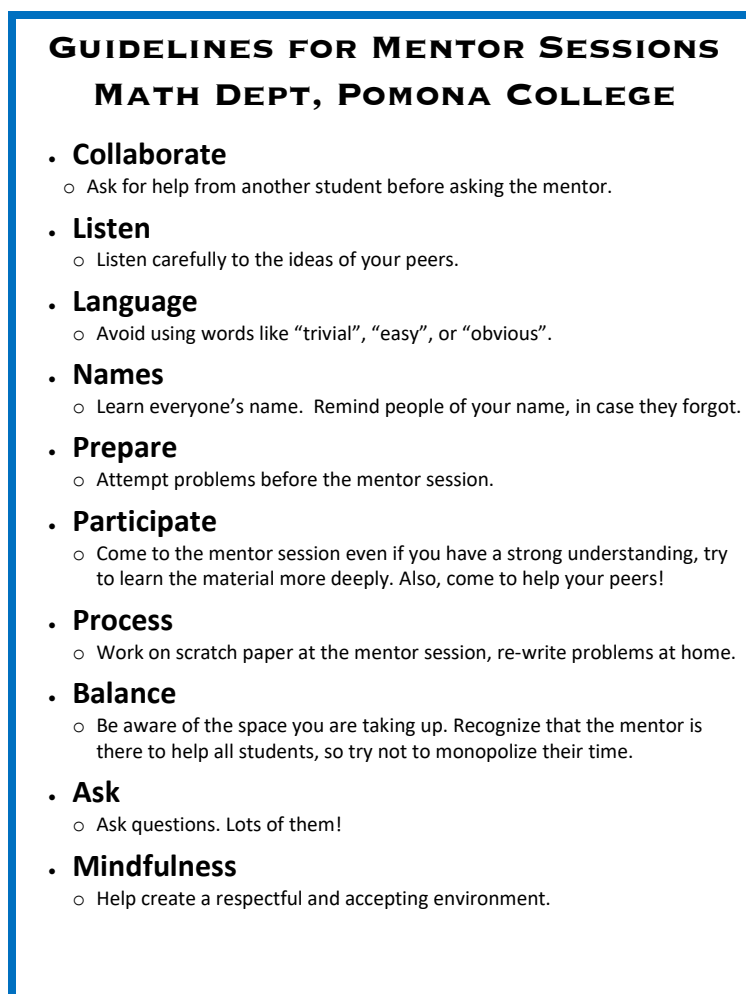 GUIDELINES FOR MENTOR SESSIONS
MATH DEPT, POMONA COLLEGE
• Collaborate
o Ask for help from another student before asking the mentor.
• Listen
o Listen carefully to the ideas of your peers.
• Language
o Avoid using words like “trivial”, “easy”, or “obvious”.
• Names
o Learn everyone’s name.  Remind people of your name, in case they forgot.
• Prepare
o Attempt problems before the mentor session.
• Participate
o Come to the mentor session even if you have a strong understanding, try
to learn the material more deeply. Also, come to help your peers!
• Process
o Work on scratch paper at the mentor session, re-write problems at home.
• Balance
o Be aware of the space you are taking up. Recognize that the mentor is
there to help all students, so try not to monopolize their time.
• Ask
o Ask questions. Lots of them!
• Mindfulness
o Help create a respectful and accepting environment.